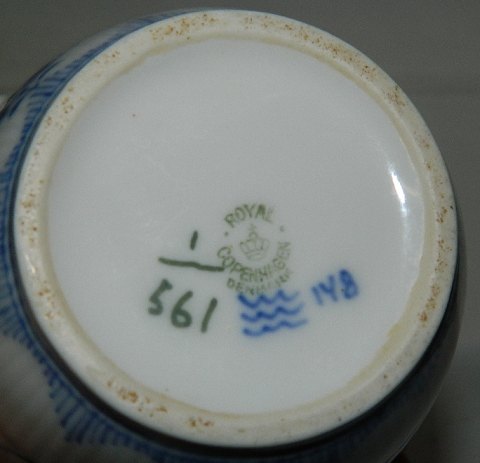 ROYAL
COPENHAGEN
DENMARK
1
561
148